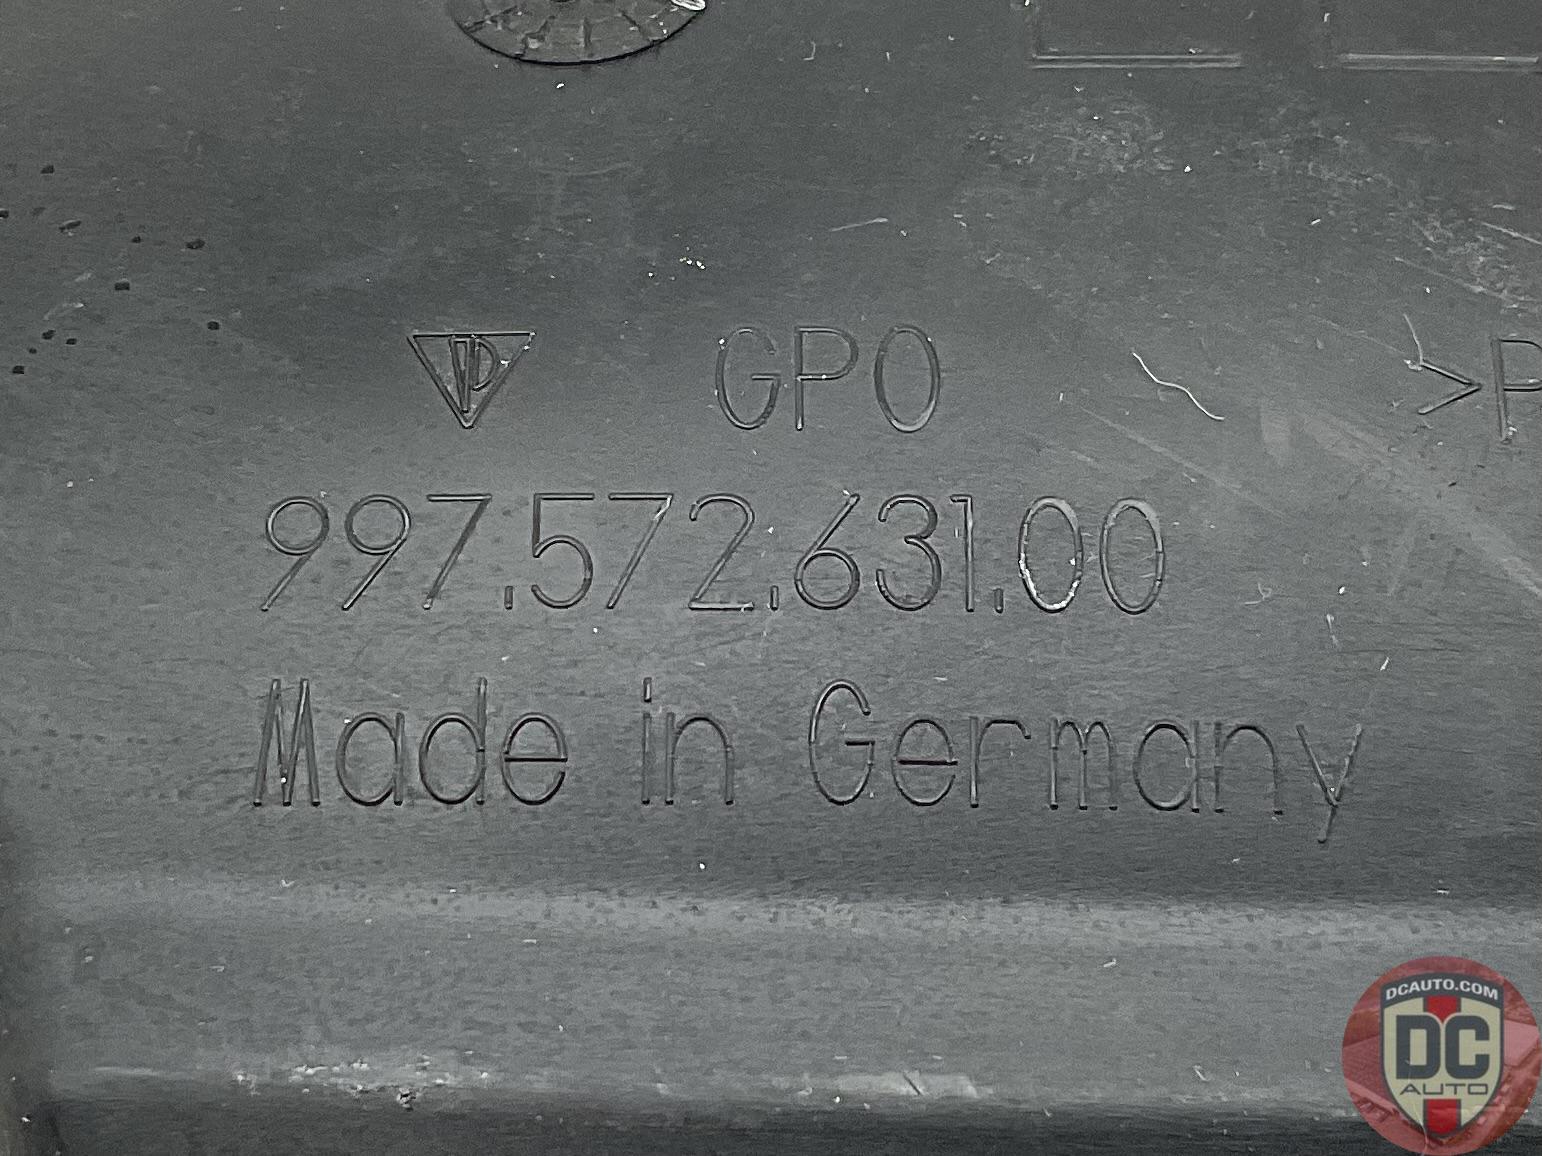 GPO >P
997.572.631.00
Made in Germany
DCAUTO.COM
DC
AUTO